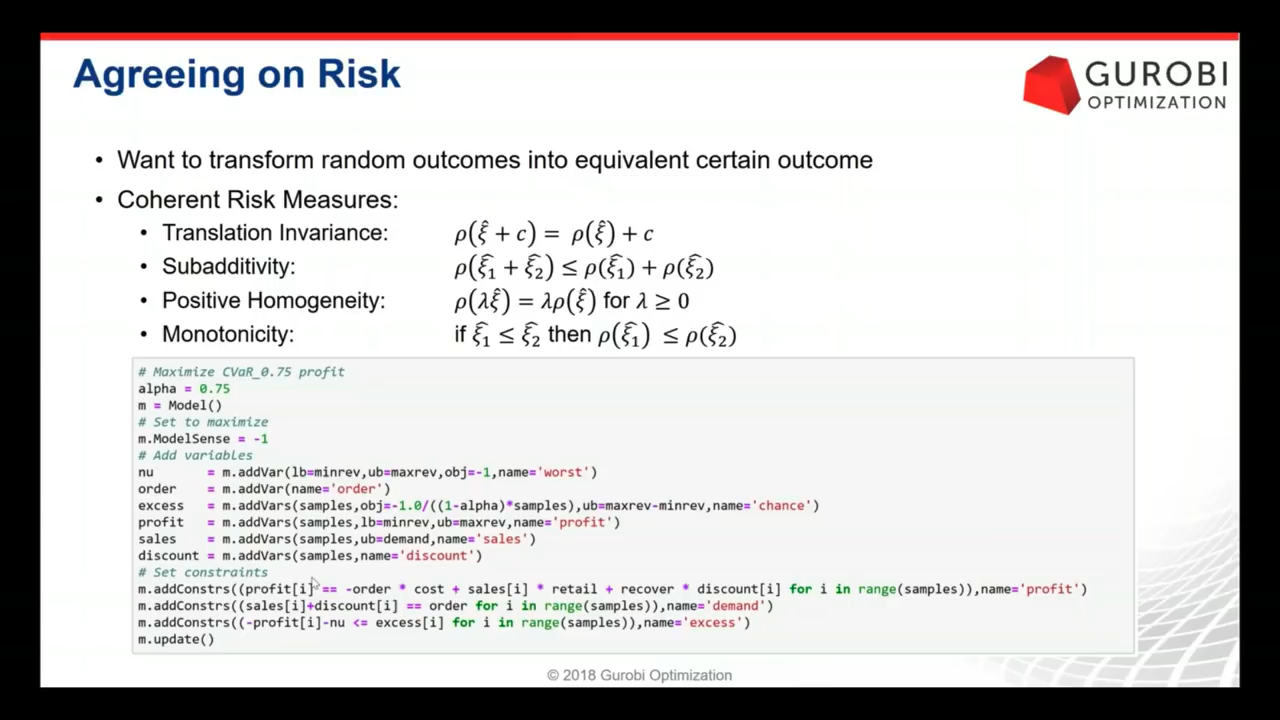 Agreeing on Risk
GUROBI
OPTIMIZATION
• Want to transform random outcomes into equivalent certain outcome
• Coherent Risk Measures:
• Translation Invariance: ρ(ξ̂ + c) = ρ(ξ̂) + c
• Subadditivity: ρ(ξ̂₁ + ξ̂₂) ≤ ρ(ξ̂₁) + ρ(ξ̂₂)
• Positive Homogeneity: ρ(λξ̂) = λρ(ξ̂) for λ ≥ 0
• Monotonicity: if ξ̂₁ ≤ ξ̂₂ then ρ(ξ̂₁) ≤ ρ(ξ̂₂)
# Maximize CVaR_0.75 profit
alpha = 0.75
m = Model()
# Set to maximize
m.ModelSense = -1
# Add variables
nu = m.addVar(lb=minrev,ub=maxrev,obj=-1,name='worst')
order = m.addVar(name='order')
excess = m.addVars(samples,obj=-1.0/((1-alpha)*samples),ub=maxrev-minrev,name='chance')
profit = m.addVars(samples,lb=minrev,ub=maxrev,name='profit')
sales = m.addVars(samples,ub=demand,name='sales')
discount = m.addVars(samples,name='discount')
# Set constraints
m.addConstrs((profit[i] == -order * cost + sales[i] * retail + recover * discount[i] for i in range(samples)),name='profit')
m.addConstrs((sales[i]+discount[i] == order for i in range(samples)),name='demand')
m.addConstrs((-profit[i]-nu <= excess[i] for i in range(samples)),name='excess')
m.update()
© 2018 Gurobi Optimization